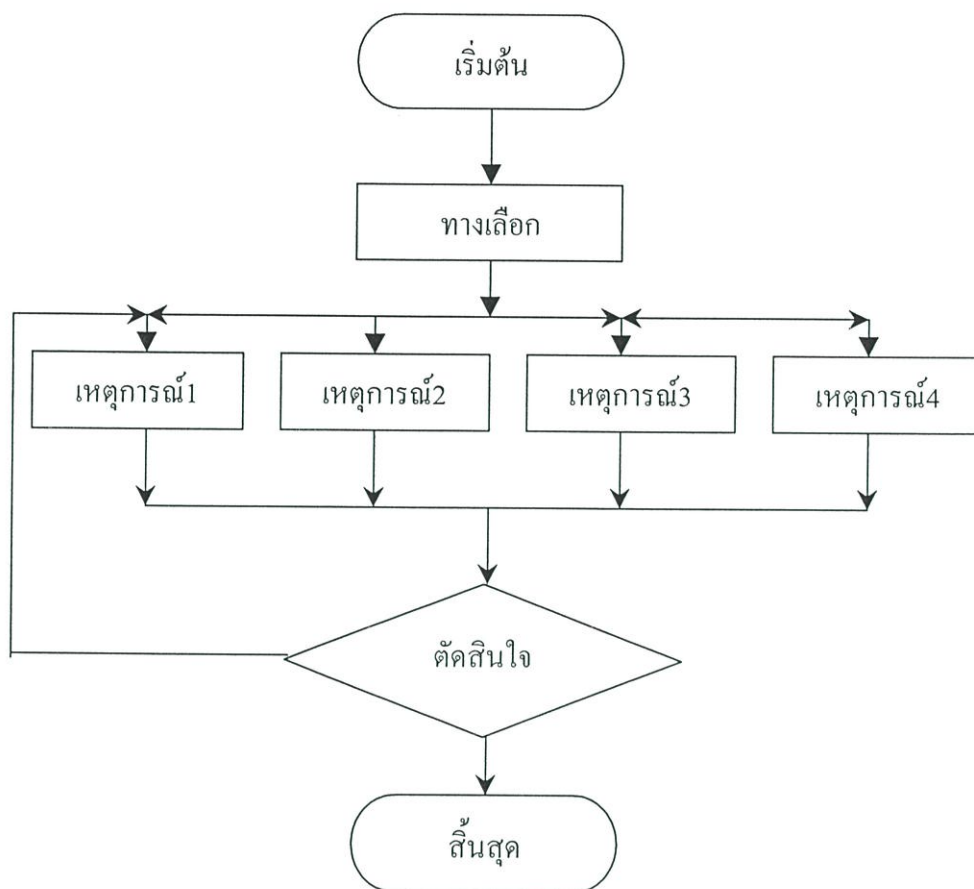 เริ่มต้น
ทางเลือก
เหตุการณ์1
เหตุการณ์2
เหตุการณ์3
เหตุการณ์4
ตัดสินใจ
สิ้นสุด